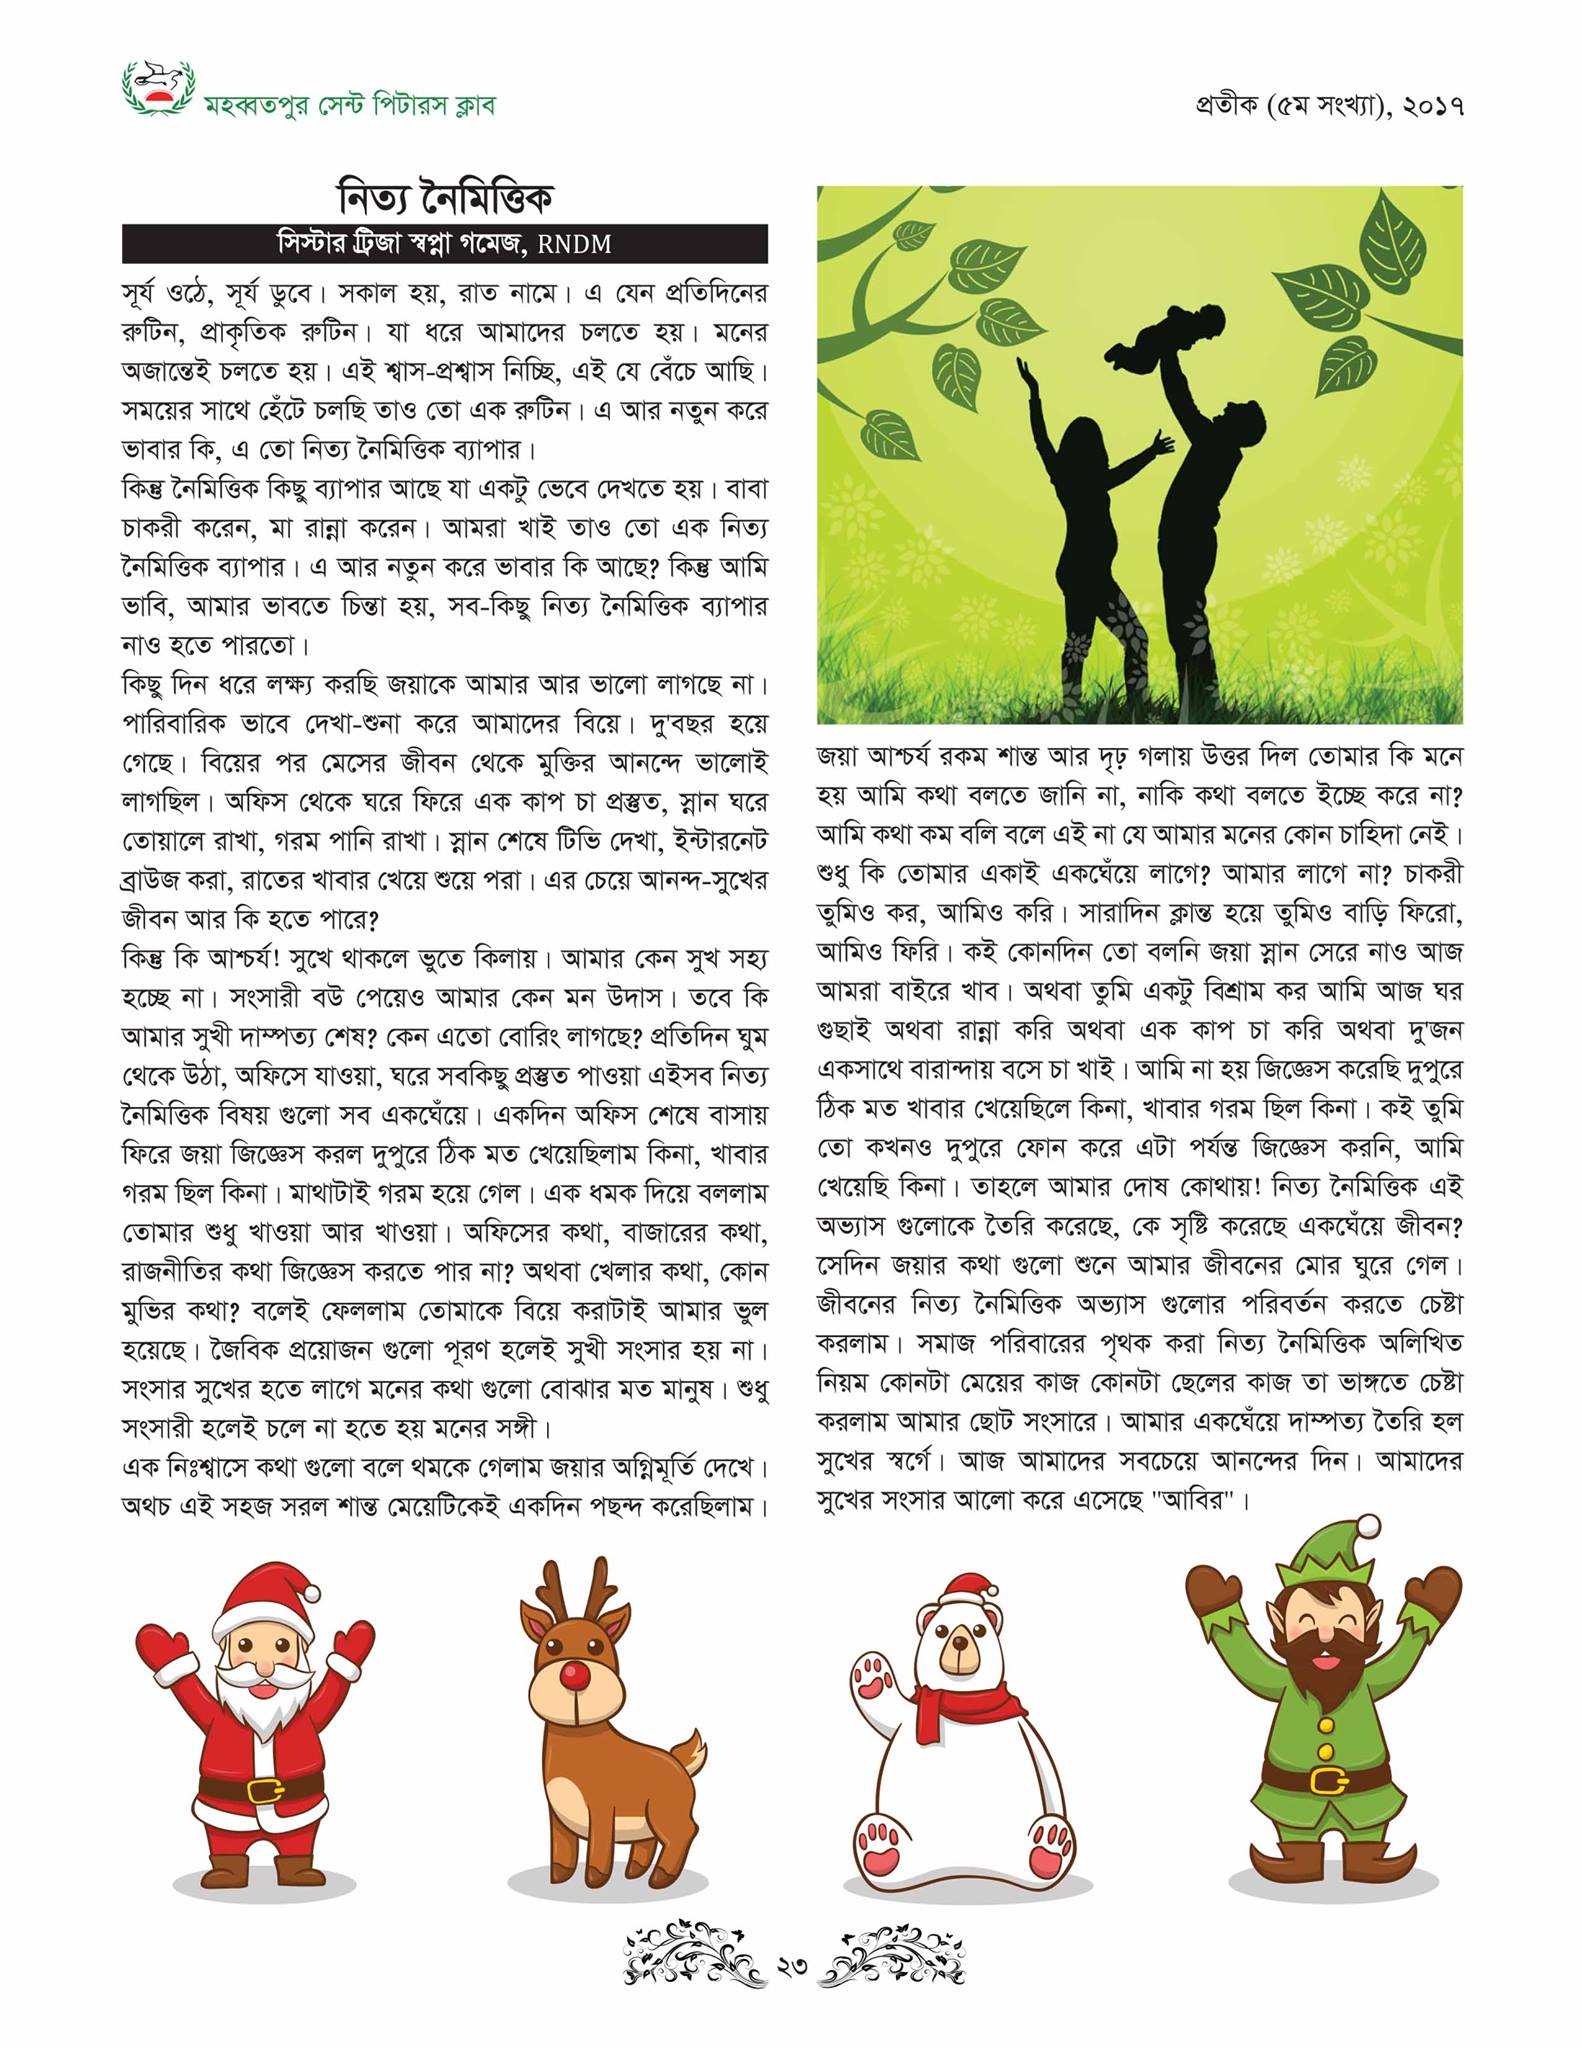 মহব্বতপুর সেন্ট পিটারস ক্লাব
প্রতীক (৫ম সংখ্যা), ২০১৭
নিত্য নৈমিত্তিক
সিস্টার ট্রিজা স্বপ্না গমেজ, RNDM
সূর্য ওঠে, সূর্য ডুবে। সকাল হয়, রাত নামে। এ যেন প্রতিদিনের
রুটিন, প্রাকৃতিক রুটিন। যা ধরে আমাদের চলতে হয়। মনের
অজান্তেই চলতে হয়। এই শ্বাস-প্রশ্বাস নিচ্ছি, এই যে বেঁচে আছি।
সময়ের সাথে হেঁটে চলছি তাও তো এক রুটিন। এ আর নতুন করে
ভাবার কি, এ তো নিত্য নৈমিত্তিক ব্যাপার।
কিন্তু নৈমিত্তিক কিছু ব্যাপার আছে যা একটু ভেবে দেখতে হয়। বাবা
চাকরী করেন, মা রান্না করেন। আমরা খাই তাও তো এক নিত্য
নৈমিত্তিক ব্যাপার। এ আর নতুন করে ভাবার কি আছে? কিন্তু আমি
ভাবি, আমার ভাবতে চিন্তা হয়, সব-কিছু নিত্য নৈমিত্তিক ব্যাপার
নাও হতে পারতো।
কিছু দিন ধরে লক্ষ্য করছি জয়াকে আমার আর ভালো লাগছে না।
পারিবারিক ভাবে দেখা-শুনা করে আমাদের বিয়ে। দু'বছর হয়ে
গেছে। বিয়ের পর মেসের জীবন থেকে মুক্তির আনন্দে ভালোই
লাগছিল। অফিস থেকে ঘরে ফিরে এক কাপ চা প্রস্তুত, স্নান ঘরে
তোয়ালে রাখা, গরম পানি রাখা। স্নান শেষে টিভি দেখা, ইন্টারনেট
ব্রাউজ করা, রাতের খাবার খেয়ে শুয়ে পরা। এর চেয়ে আনন্দ-সুখের
জীবন আর কি হতে পারে?
কিন্তু কি আশ্চর্য! সুখে থাকলে ভুতে কিলায়। আমার কেন সুখ সহ্য
হচ্ছে না। সংসারী বউ পেয়েও আমার কেন মন উদাস। তবে কি
আমার সুখী দাম্পত্য শেষ? কেন এতো বোরিং লাগছে? প্রতিদিন ঘুম
থেকে উঠা, অফিসে যাওয়া, ঘরে সবকিছু প্রস্তুত পাওয়া এইসব নিত্য
নৈমিত্তিক বিষয় গুলো সব একঘেঁয়ে। একদিন অফিস শেষে বাসায়
ফিরে জয়া জিজ্ঞেস করল দুপুরে ঠিক মত খেয়েছিলাম কিনা, খাবার
গরম ছিল কিনা। মাথাটাই গরম হয়ে গেল। এক ধমক দিয়ে বললাম
তোমার শুধু খাওয়া আর খাওয়া। অফিসের কথা, বাজারের কথা,
রাজনীতির কথা জিজ্ঞেস করতে পার না? অথবা খেলার কথা, কোন
মুভির কথা? বলেই ফেললাম তোমাকে বিয়ে করাটাই আমার ভুল
হয়েছে। জৈবিক প্রয়োজন গুলো পূরণ হলেই সুখী সংসার হয় না।
সংসার সুখের হতে লাগে মনের কথা গুলো বোঝার মত মানুষ। শুধু
সংসারী হলেই চলে না হতে হয় মনের সঙ্গী।
এক নিঃশ্বাসে কথা গুলো বলে থমকে গেলাম জয়ার অগ্নিমূর্তি দেখে।
অথচ এই সহজ সরল শান্ত মেয়েটিকেই একদিন পছন্দ করেছিলাম।
জয়া আশ্চর্য রকম শান্ত আর দৃঢ় গলায় উত্তর দিল তোমার কি মনে
হয় আমি কথা বলতে জানি না, নাকি কথা বলতে ইচ্ছে করে না?
আমি কথা কম বলি বলে এই না যে আমার মনের কোন চাহিদা নেই।
শুধু কি তোমার একাই একঘেঁয়ে লাগে? আমার লাগে না? চাকরী
তুমিও কর, আমিও করি। সারাদিন ক্লান্ত হয়ে তুমিও বাড়ি ফিরো,
আমিও ফিরি। কই কোনদিন তো বলনি জয়া স্নান সেরে নাও আজ
আমরা বাইরে খাব। অথবা তুমি একটু বিশ্রাম কর আমি আজ ঘর
গুছাই অথবা রান্না করি অথবা এক কাপ চা করি অথবা দু'জন
একসাথে বারান্দায় বসে চা খাই। আমি না হয় জিজ্ঞেস করেছি দুপুরে
ঠিক মত খাবার খেয়েছিলে কিনা, খাবার গরম ছিল কিনা। কই তুমি
তো কখনও দুপুরে ফোন করে এটা পর্যন্ত জিজ্ঞেস করনি, আমি
খেয়েছি কিনা। তাহলে আমার দোষ কোথায়! নিত্য নৈমিত্তিক এই
অভ্যাস গুলোকে তৈরি করেছে, কে সৃষ্টি করেছে একঘেঁয়ে জীবন?
সেদিন জয়ার কথা গুলো শুনে আমার জীবনের মোর ঘুরে গেল।
জীবনের নিত্য নৈমিত্তিক অভ্যাস গুলোর পরিবর্তন করতে চেষ্টা
করলাম। সমাজ পরিবারের পৃথক করা নিত্য নৈমিত্তিক অলিখিত
নিয়ম কোনটা মেয়ের কাজ কোনটা ছেলের কাজ তা ভাঙ্গতে চেষ্টা
করলাম আমার ছোট সংসারে। আমার একঘেঁয়ে দাম্পত্য তৈরি হল
সুখের স্বর্গে। আজ আমাদের সবচেয়ে আনন্দের দিন। আমাদের
সুখের সংসার আলো করে এসেছে "আবির"।
২৩